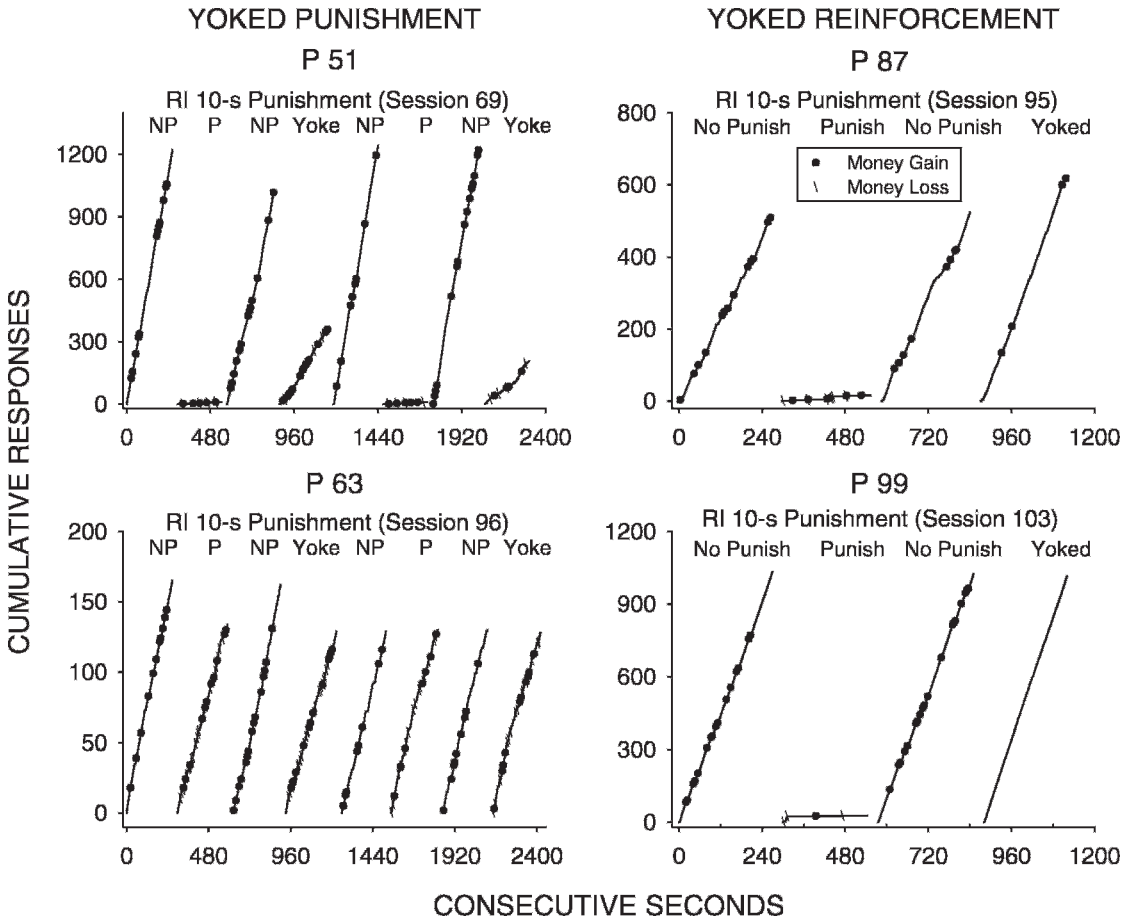 YOKED PUNISHMENT
YOKED REINFORCEMENT
CUMULATIVE RESPONSES
P 51
RI 10-s Punishment (Session 69)
NP P NP Yoke NP P NP Yoke
1200
900
600
300
0
0 480 960 1440 1920 2400
P 87
RI 10-s Punishment (Session 95)
No Punish Punish No Punish Yoked
Money Gain
Money Loss
800
600
400
200
0
0 240 480 720 960 1200
P 63
RI 10-s Punishment (Session 96)
NP P NP Yoke NP P NP Yoke
200
150
100
50
0
0 480 960 1440 1920 2400
P 99
RI 10-s Punishment (Session 103)
No Punish Punish No Punish Yoked
1200
900
600
300
0
0 240 480 720 960 1200
CONSECUTIVE SECONDS